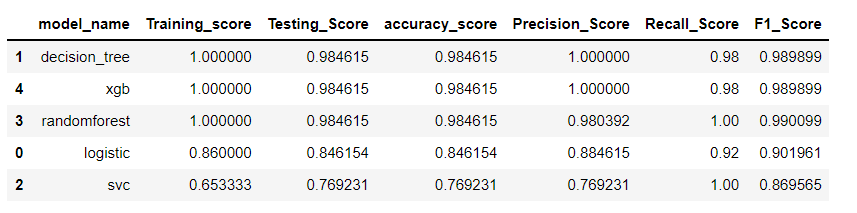 model_name Training_score Testing_Score accuracy_score Precision_Score Recall_Score F1_Score
1 decision_tree 1.000000 0.984615 0.984615 1.000000 0.98 0.989899
4 xgb 1.000000 0.984615 0.984615 1.000000 0.98 0.989899
3 randomforest 1.000000 0.984615 0.984615 0.980392 1.00 0.990099
0 logistic 0.860000 0.846154 0.846154 0.884615 0.92 0.901961
2 svc 0.653333 0.769231 0.769231 0.769231 1.00 0.869565